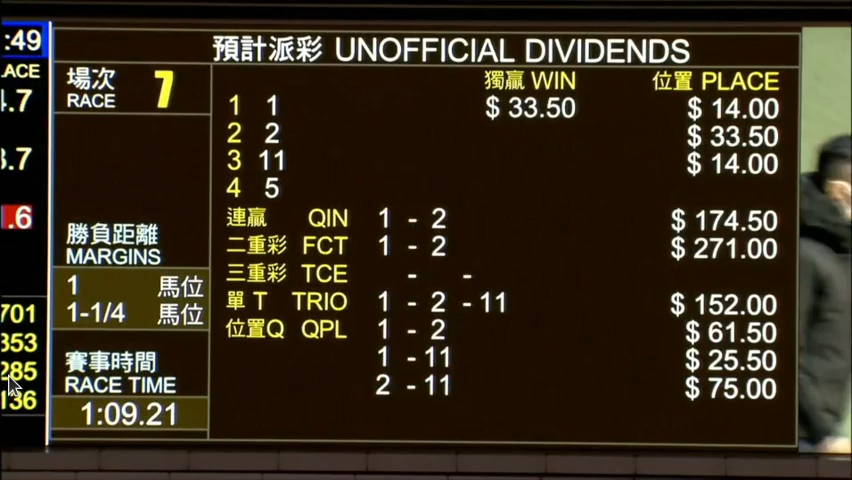 :49
預計派彩 UNOFFICIAL DIVIDENDS
獨贏 WIN 位置 PLACE
場次
RACE 7
1 1 $ 33.50 $ 14.00
2 2 $ 33.50
3 11 $ 14.00
4 5
連贏 QIN 1 - 2 $ 174.50
二重彩 FCT 1 - 2 $ 271.00
三重彩 TCE - -
單T TRIO 1 - 2 - 11 $ 152.00
位置Q QPL 1 - 2 $ 61.50
1 - 11 $ 25.50
2 - 11 $ 75.00
勝負距離
MARGINS
1 馬位
1-1/4 馬位
賽事時間
RACE TIME
1:09.21
ACE
.7
.7
.6
701
353
285
136